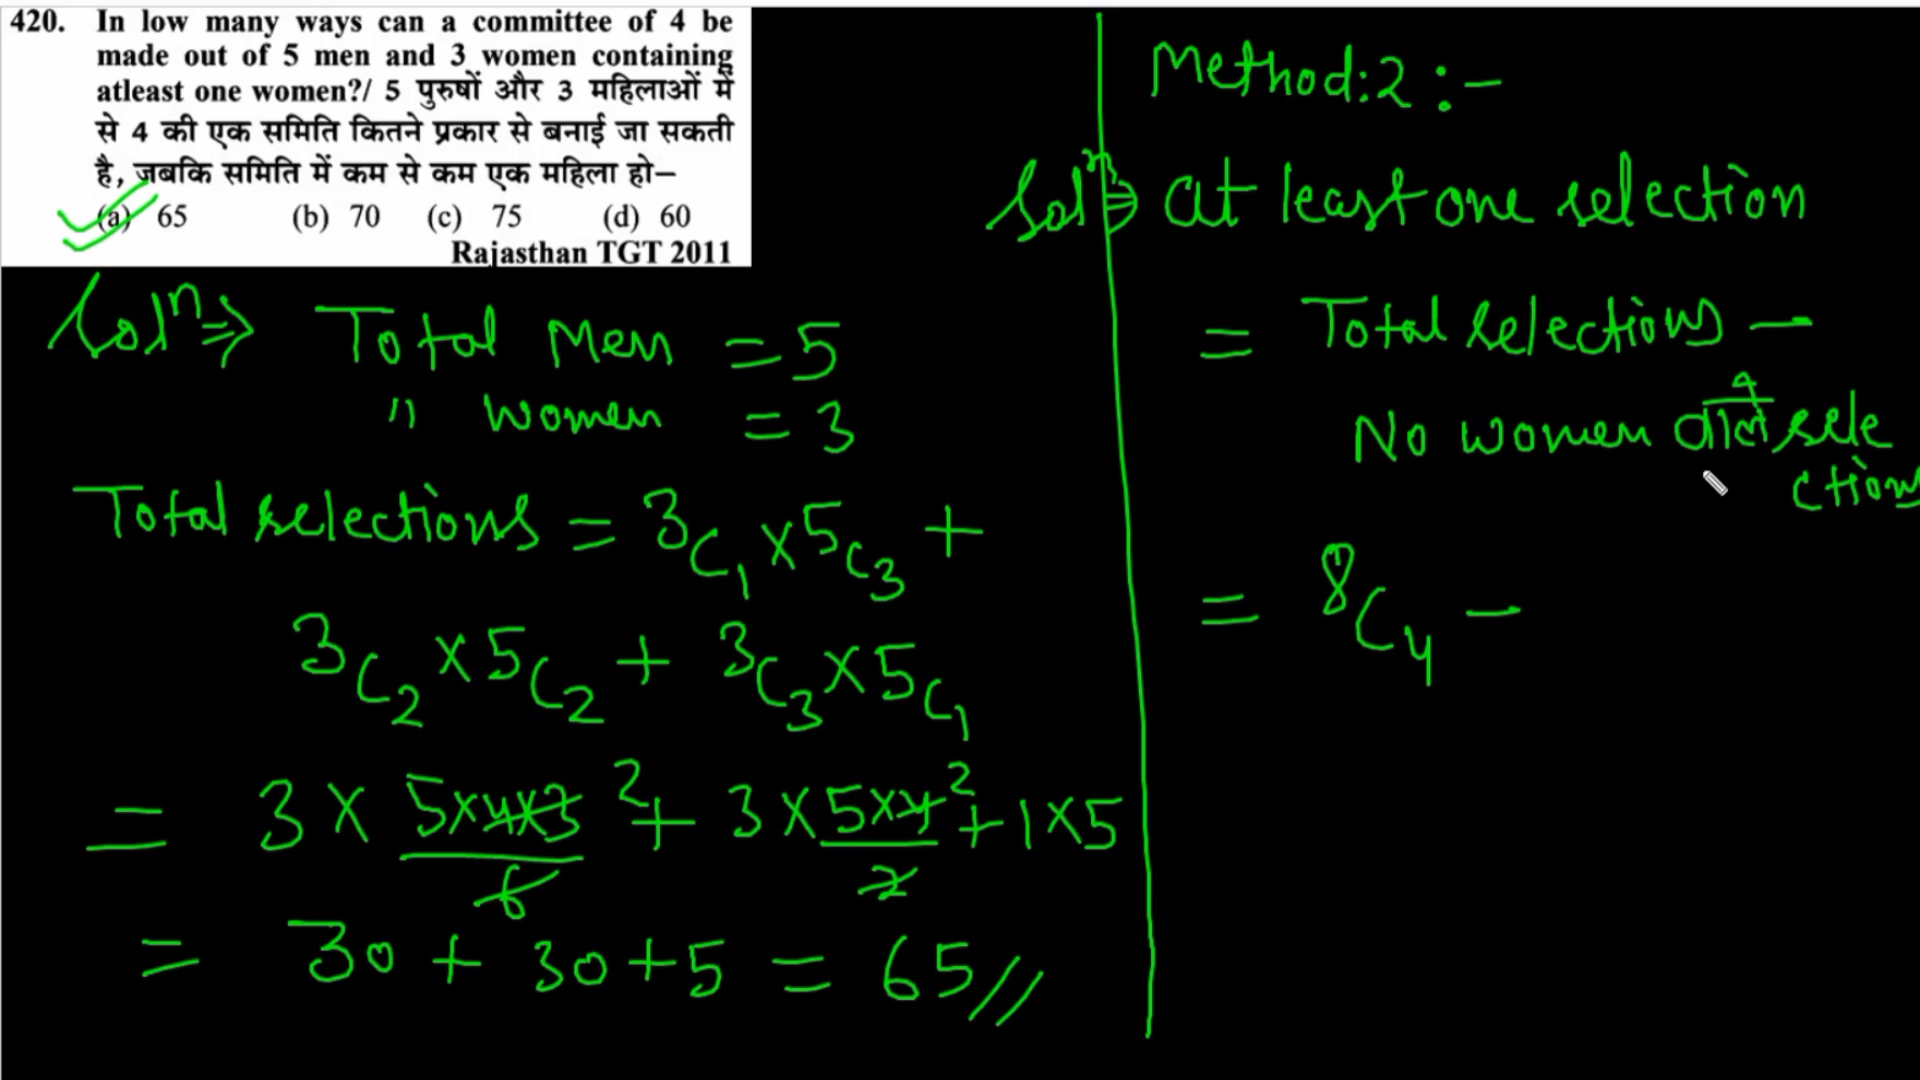 420. In low many ways can a committee of 4 be
made out of 5 men and 3 women containing
atleast one women?/ 5 पुरुषों और 3 महिलाओं में
से 4 की एक समिति कितने प्रकार से बनाई जा सकती
है, जबकि समिति में कम से कम एक महिला हो–
(a) 65 (b) 70 (c) 75 (d) 60
Rajasthan TGT 2011
Solⁿ⇒ Total Men = 5
" women = 3
Total selections = 3C₁ × 5C₃ +
3C₂ × 5C₂ + 3C₃ × 5C₁
= 3 × 5×4×3/6 2 + 3 × 5×4/2 2 + 1 × 5
= 30 + 30 + 5 = 65 //
Method:2 :-
Solⁿ⇒ at least one selection
= Total selections –
No women वाले selections
= ⁸C₄ –